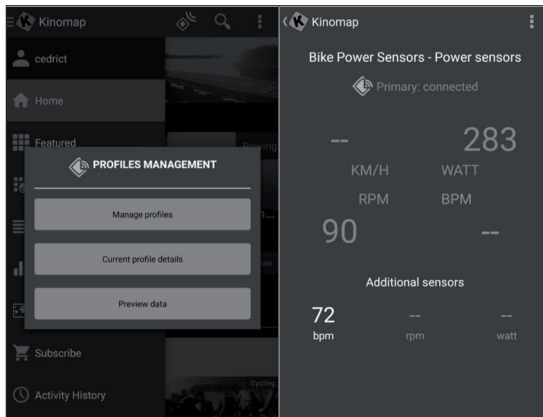 Kinomap
cedrict
Home
Featured
Rowing
PROFILES MANAGEMENT
Manage profiles
Current profile details
Preview data
Subscribe
Cycling
Activity History
Kinomap
Bike Power Sensors - Power sensors
Primary: connected
-- 283
KM/H WATT
RPM BPM
90 --
Additional sensors
72 -- --
bpm rpm watt